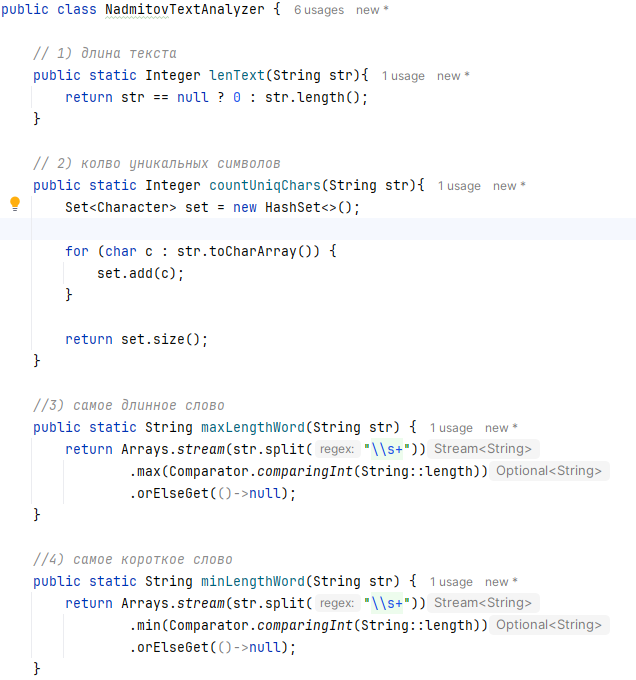 public class NadmitovTextAnalyzer { 6 usages new *
// 1) длина текста
public static Integer lenText(String str){ 1 usage new *
return str == null ? 0 : str.length();
}
// 2) колво уникальных символов
public static Integer countUniqChars(String str){ 1 usage new *
Set<Character> set = new HashSet<>();
for (char c : str.toCharArray()) {
set.add(c);
}
return set.size();
}
//3) самое длинное слово
public static String maxLengthWord(String str) { 1 usage new *
return Arrays.stream(str.split( regex: "\\s+")) Stream<String>
.max(Comparator.comparingInt(String::length)) Optional<String>
.orElseGet(()->null);
}
//4) самое короткое слово
public static String minLengthWord(String str) { 1 usage new *
return Arrays.stream(str.split( regex: "\\s+")) Stream<String>
.min(Comparator.comparingInt(String::length)) Optional<String>
.orElseGet(()->null);
}